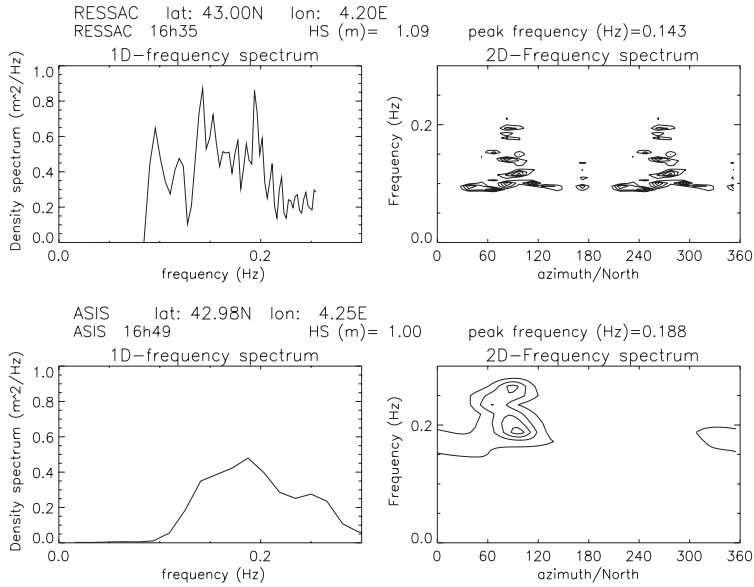 RESSAC lat: 43.00N lon: 4.20E
RESSAC 16h35 HS (m)= 1.09 peak frequency (Hz)=0.143
1D-frequency spectrum
2D-Frequency spectrum
Density spectrum (m^2/Hz)
1.0
0.8
0.6
0.4
0.2
0.0
0.0 0.2
frequency (Hz)
Frequency (Hz)
0.2
0.0
0 60 120 180 240 300 360
azimuth/North
ASIS lat: 42.98N lon: 4.25E
ASIS 16h49 HS (m)= 1.00 peak frequency (Hz)=0.188
1D-frequency spectrum
2D-Frequency spectrum
Density spectrum (m^2/Hz)
1.0
0.8
0.6
0.4
0.2
0.0
0.0 0.2
frequency (Hz)
Frequency (Hz)
0.2
0.0
0 60 120 180 240 300 360
azimuth/North